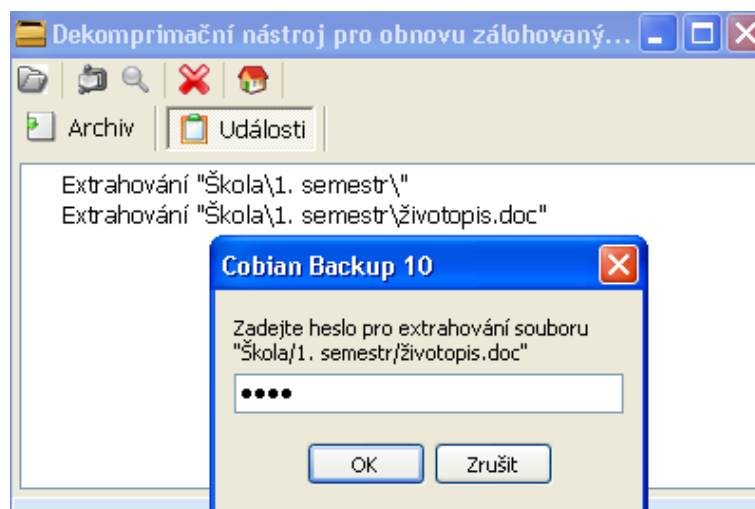 Dekomprimační nástroj pro obnovu zálohovaný...
Archiv
Události
Extrahování "Škola\1. semestr\"
Extrahování "Škola\1. semestr\životopis.doc"
Cobian Backup 10
Zadejte heslo pro extrahování souboru
"Škola/1. semestr/životopis.doc"
••••
OK
Zrušit